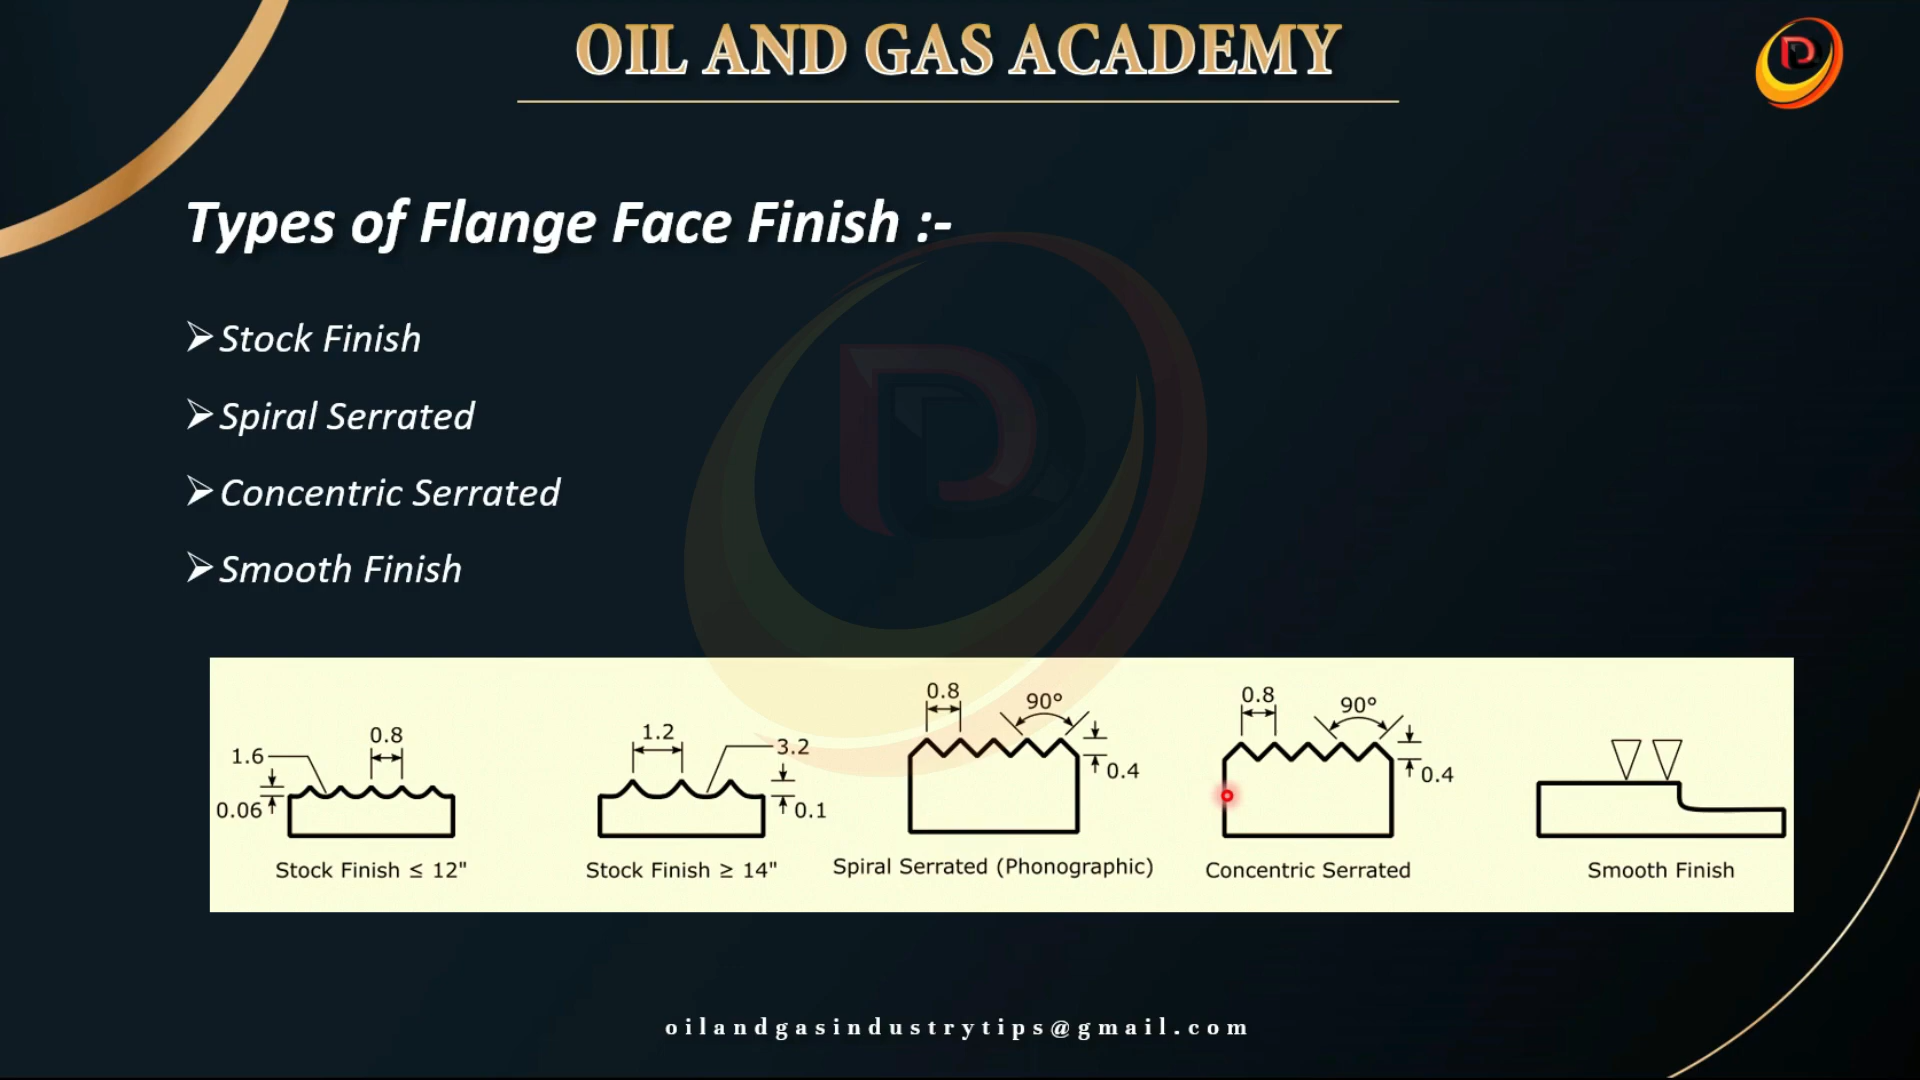 OIL AND GAS ACADEMY
Types of Flange Face Finish :-
➢Stock Finish
➢Spiral Serrated
➢Concentric Serrated
➢Smooth Finish
1.6
0.8
0.06
Stock Finish ≤ 12"
1.2
3.2
0.1
Stock Finish ≥ 14"
0.8
90°
0.4
Spiral Serrated (Phonographic)
0.8
90°
0.4
Concentric Serrated
Smooth Finish
oilandgasindustrytips@gmail.com